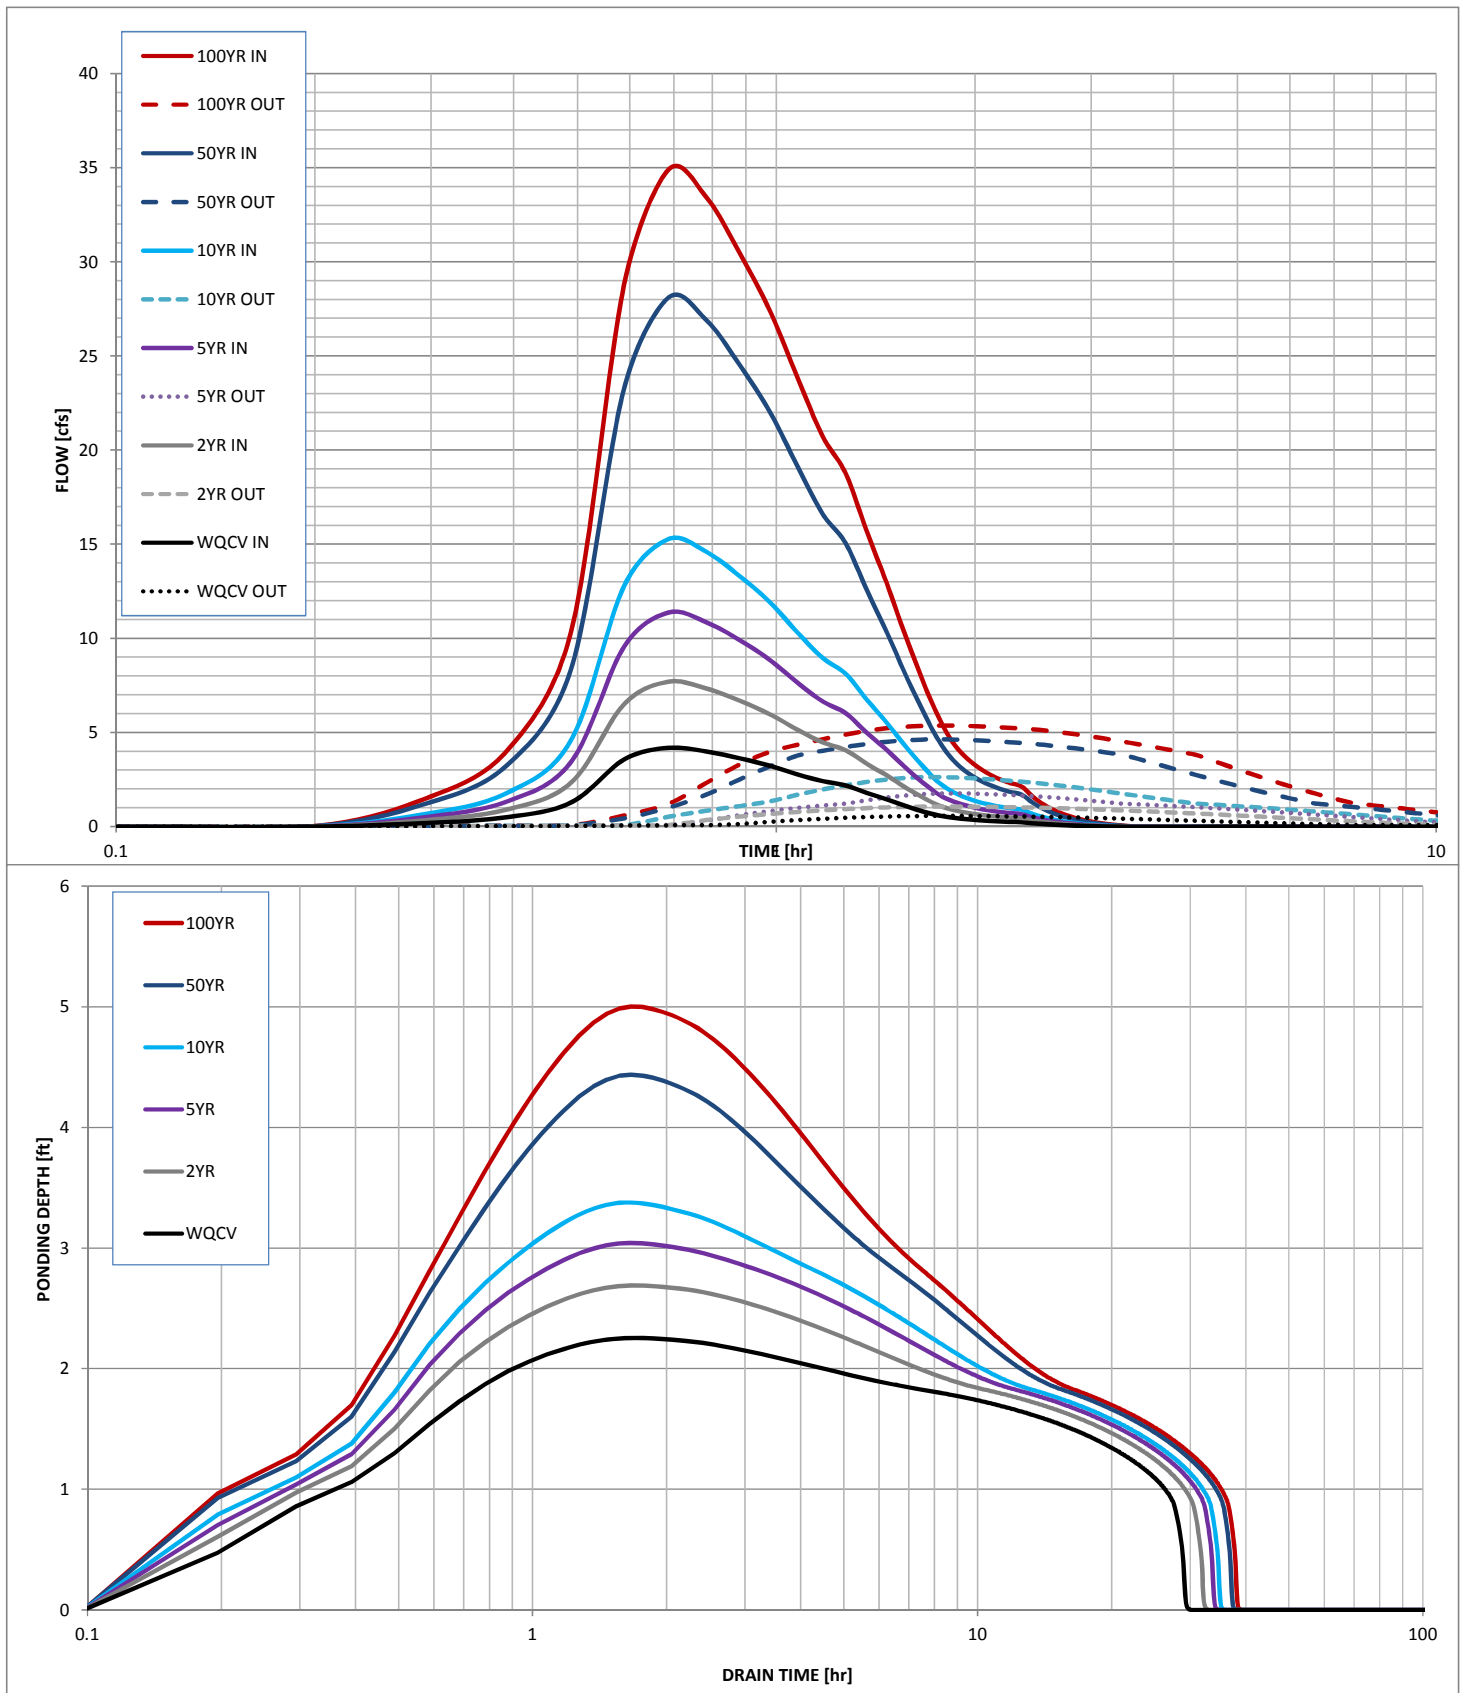 100YR IN
100YR OUT
50YR IN
50YR OUT
10YR IN
10YR OUT
5YR IN
5YR OUT
2YR IN
2YR OUT
WQCV IN
WQCV OUT
FLOW [cfs]
40
35
30
25
20
15
10
5
0
0.1
1
10
TIME [hr]
100YR
50YR
10YR
5YR
2YR
WQCV
PONDING DEPTH [ft]
6
5
4
3
2
1
0
0.1
1
10
100
DRAIN TIME [hr]